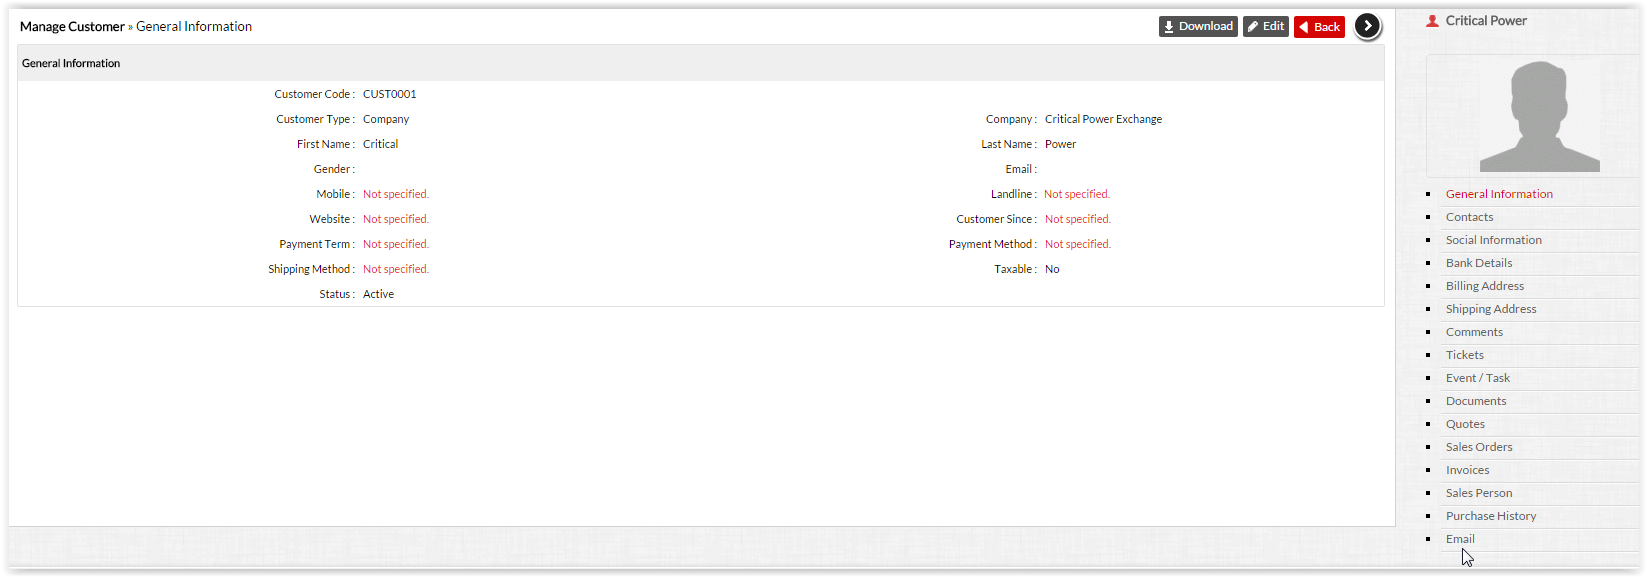 Manage Customer » General Information
Download Edit Back
General Information
Customer Code : CUST0001
Customer Type : Company Company : Critical Power Exchange
First Name : Critical Last Name : Power
Gender : Email :
Mobile : Not specified. Landline : Not specified.
Website : Not specified. Customer Since : Not specified.
Payment Term : Not specified. Payment Method : Not specified.
Shipping Method : Not specified. Taxable : No
Status : Active
Critical Power
General Information
Contacts
Social Information
Bank Details
Billing Address
Shipping Address
Comments
Tickets
Event / Task
Documents
Quotes
Sales Orders
Invoices
Sales Person
Purchase History
Email